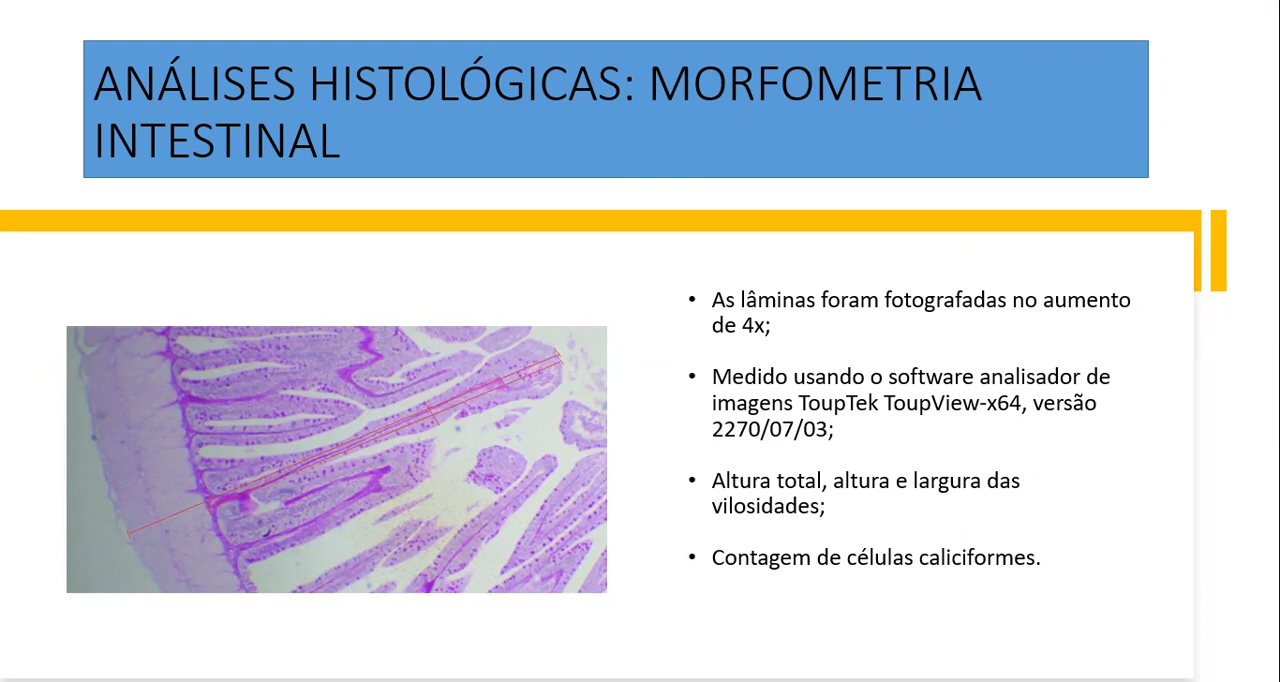 ANÁLISES HISTOLÓGICAS: MORFOMETRIA
INTESTINAL
• As lâminas foram fotografadas no aumento
de 4x;
• Medido usando o software analisador de
imagens ToupTek ToupView-x64, versão
2270/07/03;
• Altura total, altura e largura das
vilosidades;
• Contagem de células caliciformes.